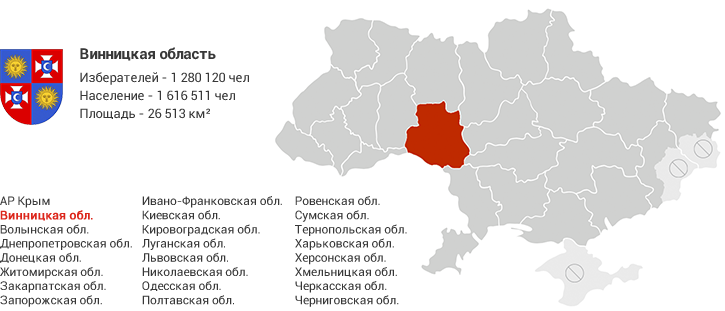 Винницкая область
Изберателей - 1 280 120 чел
Население - 1 616 511 чел
Площадь - 26 513 км²
АР Крым
Винницкая обл.
Волынская обл.
Днепропетровская обл.
Донецкая обл.
Житомирская обл.
Закарпатская обл.
Запорожская обл.
Ивано-Франковская обл.
Киевская обл.
Кировоградская обл.
Луганская обл.
Львовская обл.
Николаевская обл.
Одесская обл.
Полтавская обл.
Ровенская обл.
Сумская обл.
Тернопольская обл.
Харьковская обл.
Херсонская обл.
Хмельницкая обл.
Черкасская обл.
Черниговская обл.